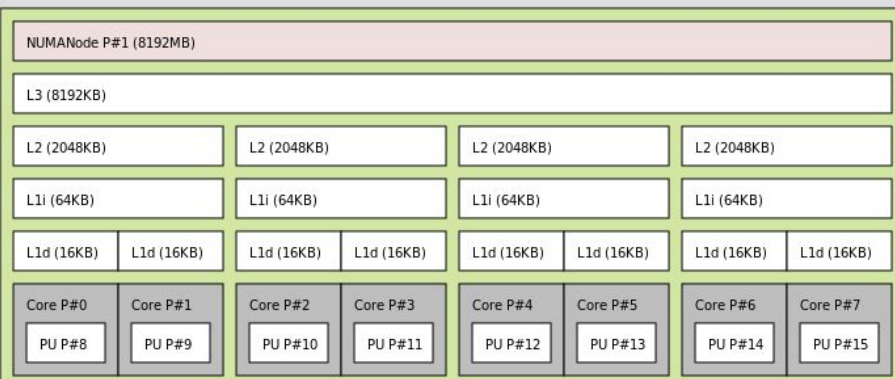 NUMANode P#1 (8192MB)
L3 (8192KB)
L2 (2048KB) L2 (2048KB) L2 (2048KB) L2 (2048KB)
L1i (64KB) L1i (64KB) L1i (64KB) L1i (64KB)
L1d (16KB) L1d (16KB) L1d (16KB) L1d (16KB) L1d (16KB) L1d (16KB) L1d (16KB) L1d (16KB)
Core P#0 Core P#1 Core P#2 Core P#3 Core P#4 Core P#5 Core P#6 Core P#7
PU P#8 PU P#9 PU P#10 PU P#11 PU P#12 PU P#13 PU P#14 PU P#15